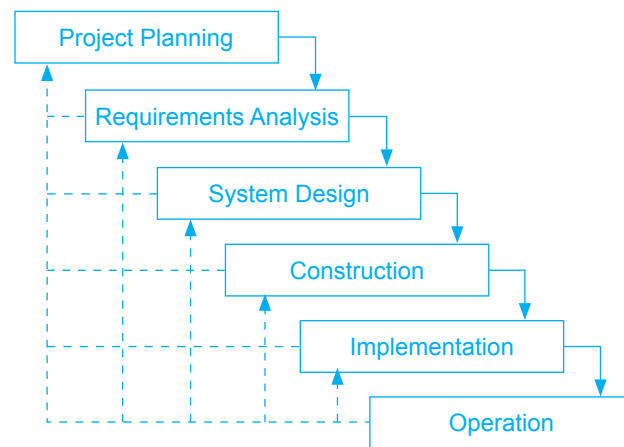 Project Planning
Requirements Analysis
System Design
Construction
Implementation
Operation